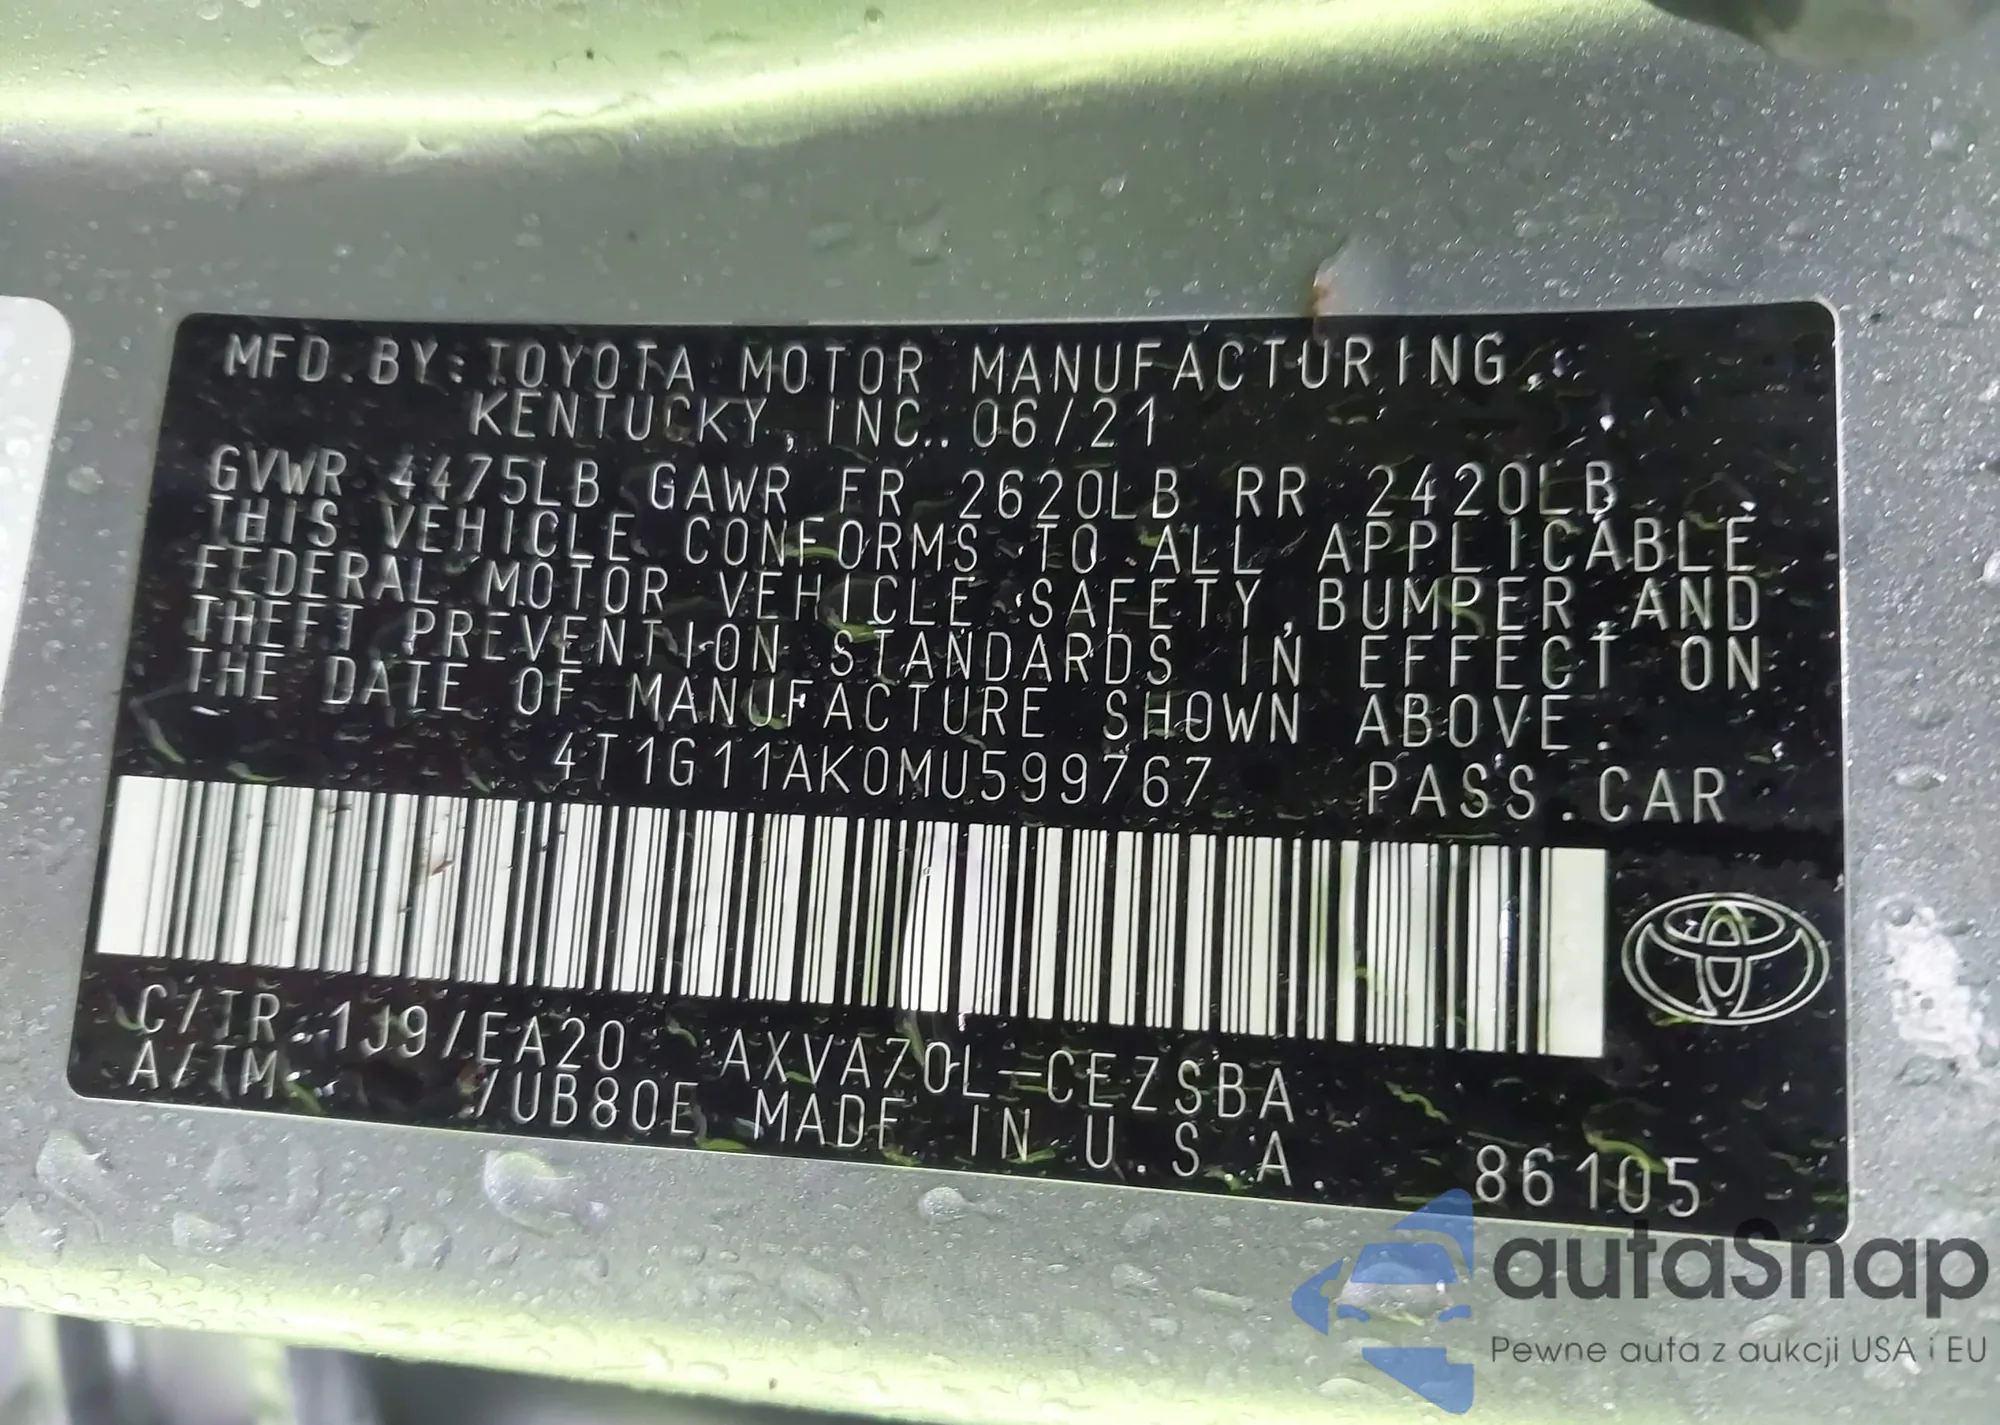 MFD.BY:TOYOTA MOTOR MANUFACTURING,
KENTUCKY, INC. 06/21
GVWR 4475LB GAWR FR 2620LB RR 2420LB
THIS VEHICLE CONFORMS TO ALL APPLICABLE
FEDERAL MOTOR VEHICLE SAFETY,BUMPER,AND
THEFT PREVENTION STANDARDS IN EFFECT ON
THE DATE OF MANUFACTURE SHOWN ABOVE.
4T1G11AK0MU599767 PASS.CAR
C/TR 1J9/EA20 AXVA70L-CEZSBA
A/TM /UB80E MADE IN U.S.A.
86105
autoSnap
Pewne auta z aukcji USA i EU